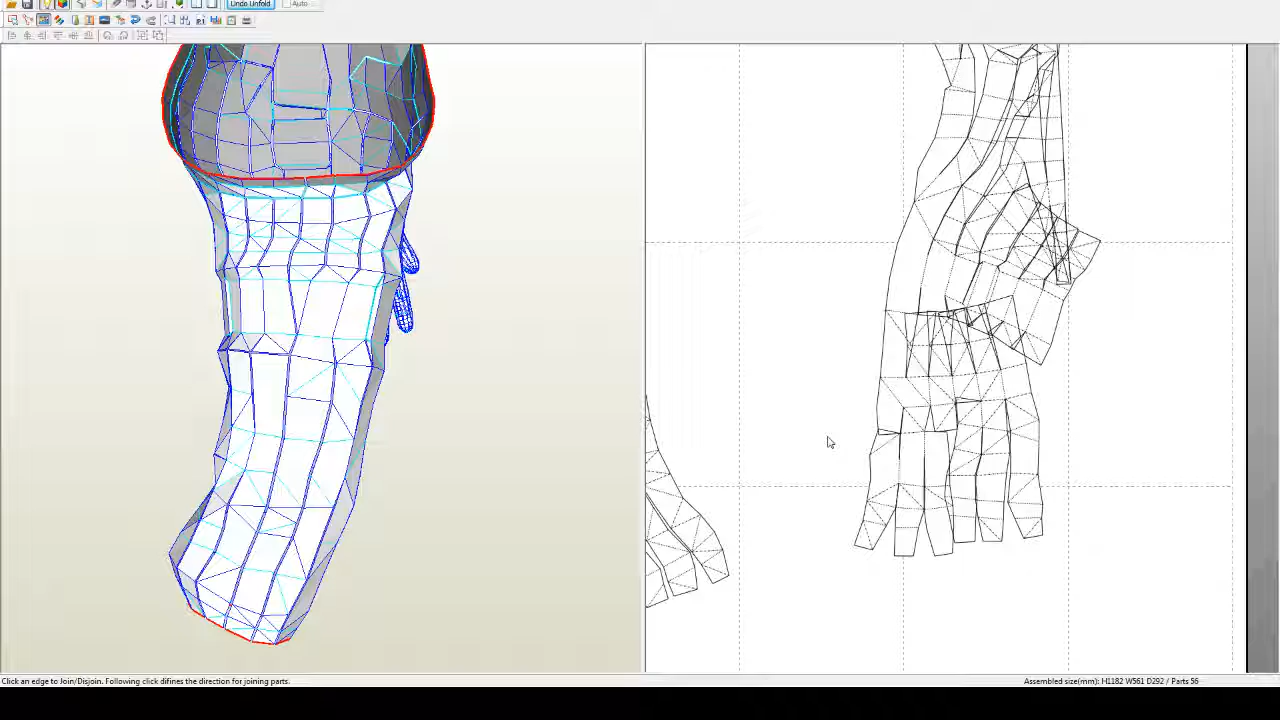 Undo Unfold
Auto
Click an edge to Join/Disjoin. Following click difines the direction for joining parts.
Assembled size(mm): H1182 W561 D292 / Parts 56